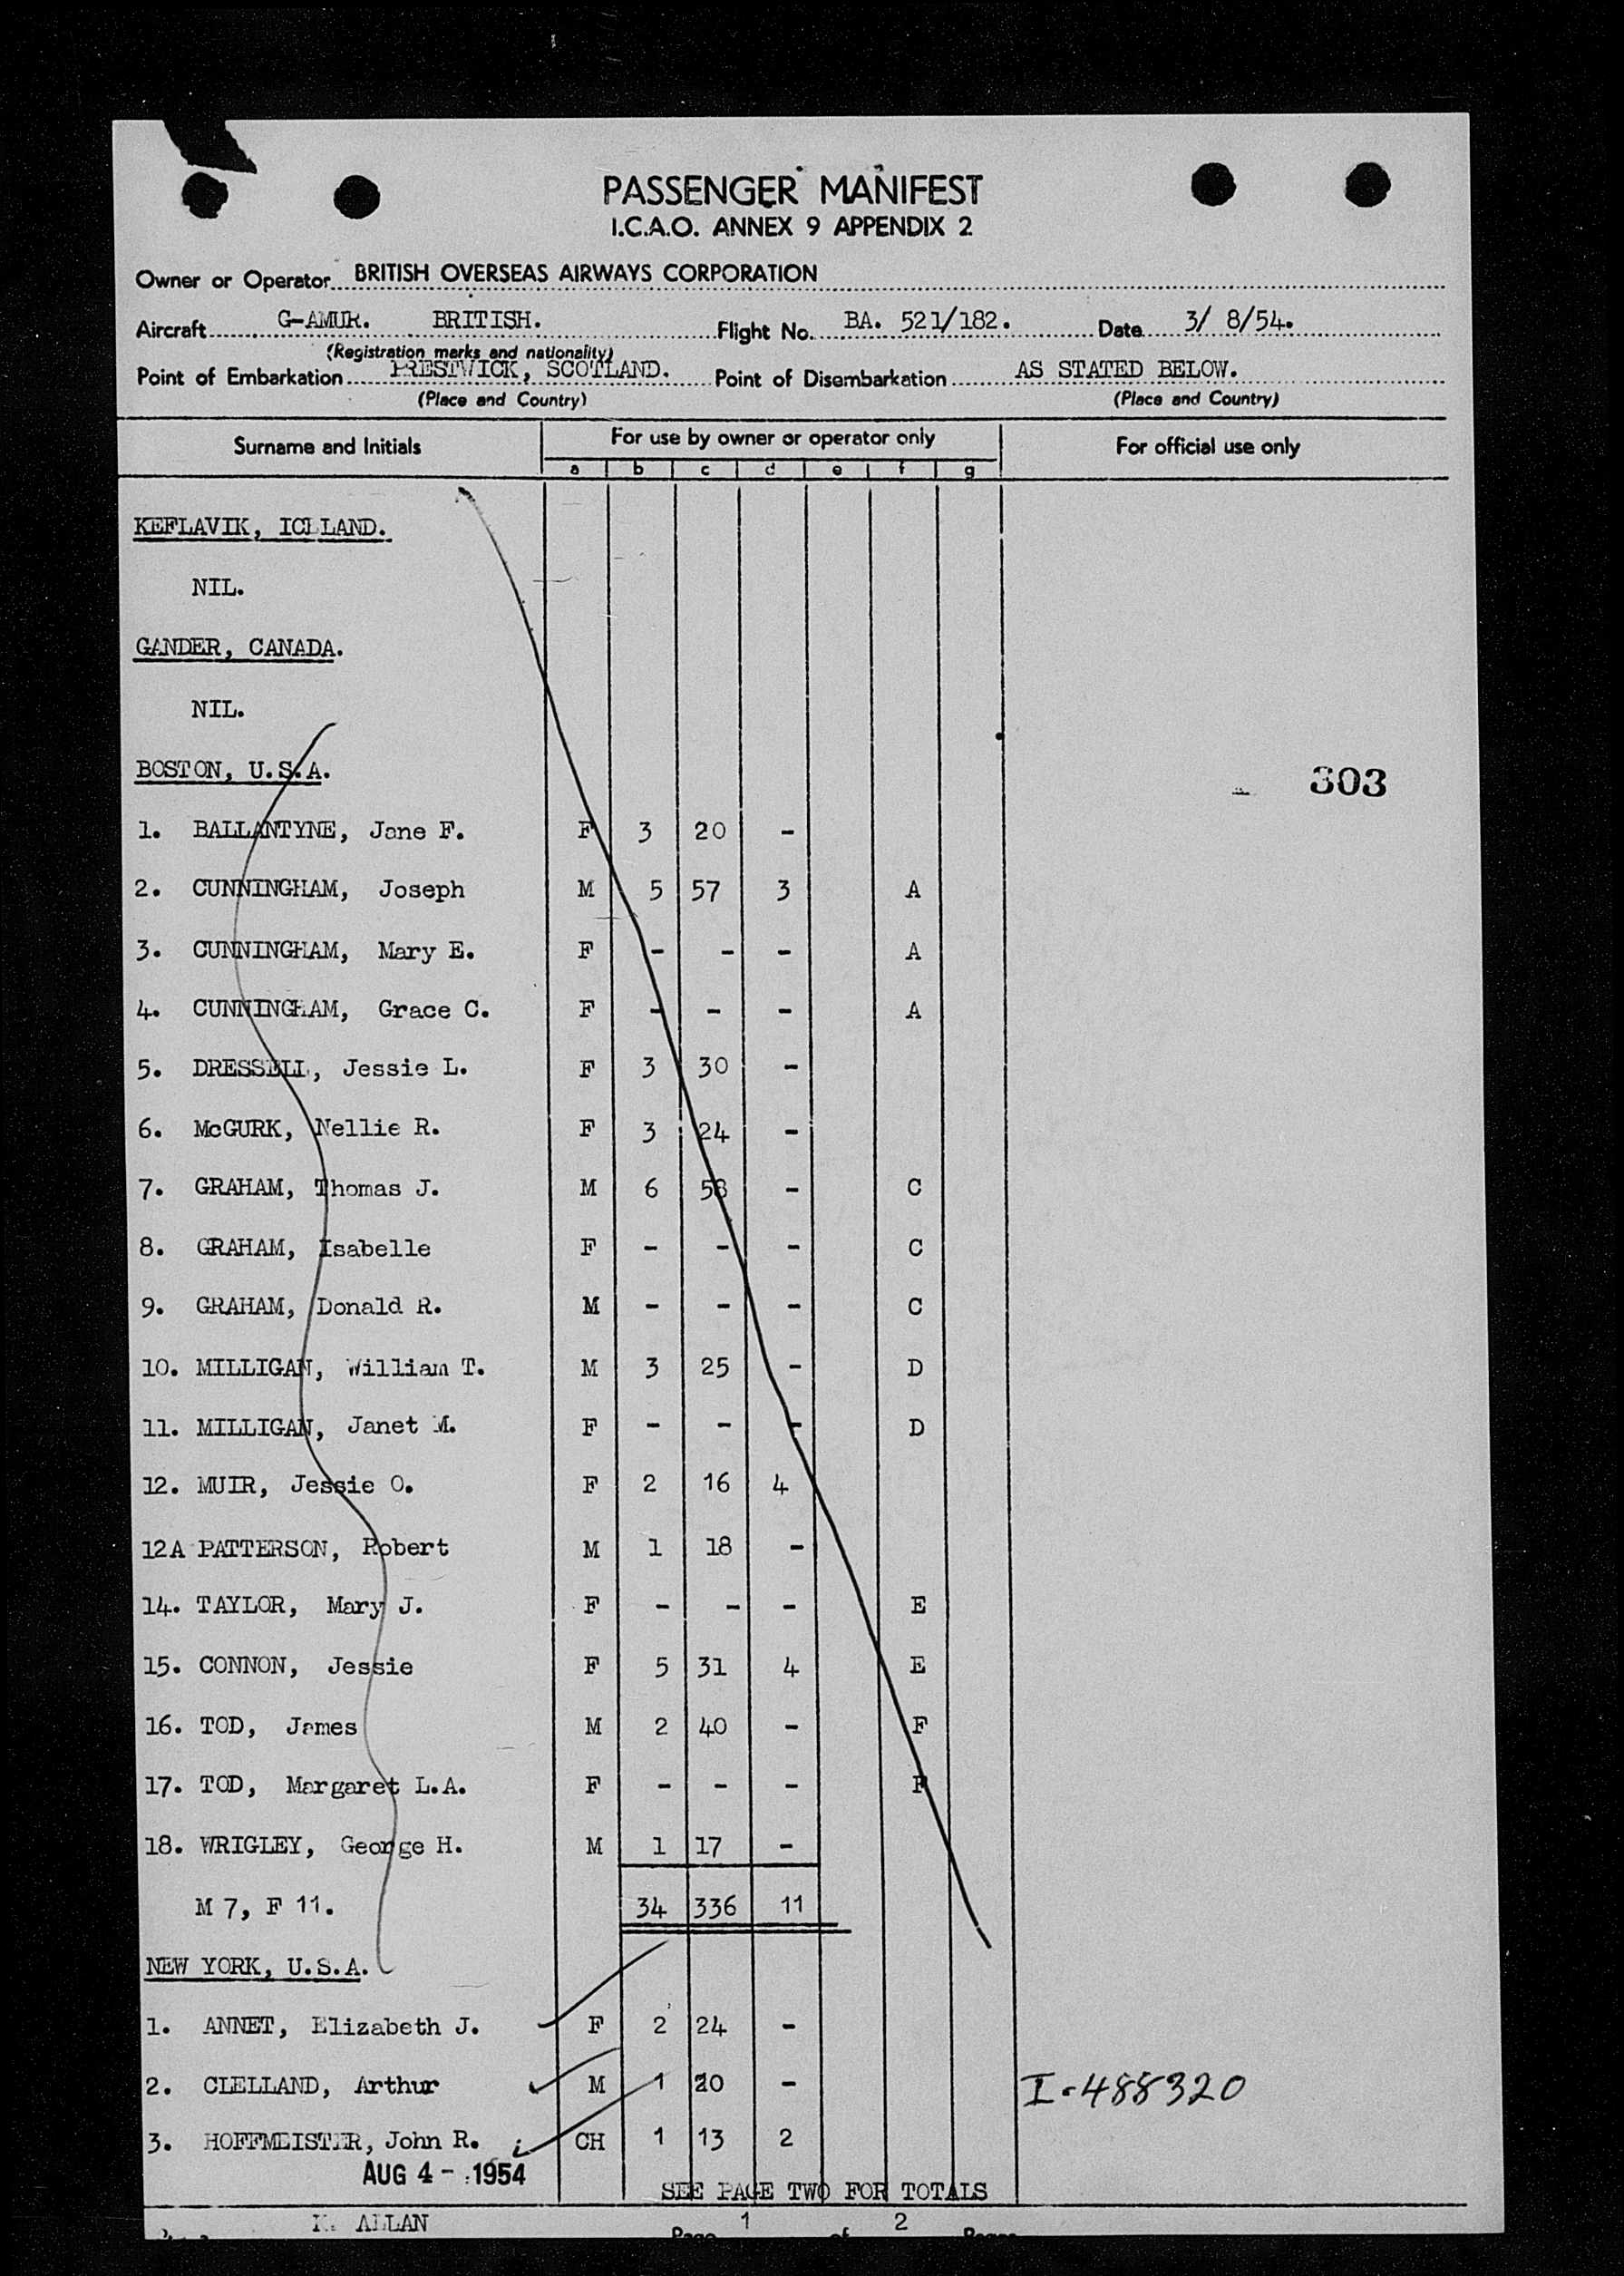 PASSENGER MANIFEST
I.C.A.O. ANNEX 9 APPENDIX 2
Owner or Operator BRITISH OVERSEAS AIRWAYS CORPORATION
Aircraft G-AMUR. BRITISH. Flight No. BA. 521/182. Date 3/ 8/54.
(Registration marks and nationality)
Point of Embarkation PRESTWICK, SCOTLAND. Point of Disembarkation AS STATED BELOW.
(Place and Country) (Place and Country)
Surname and Initials For use by owner or operator only For official use only
a b c d e f g
KEFLAVIK, ICELAND.
NIL.
GANDER, CANADA.
NIL.
BOSTON, U.S.A.
303
1. BALLANTYNE, Jane F. F 3 20 -
2. CUNNINGHAM, Joseph M 5 57 3 A
3. CUNNINGHAM, Mary E. F - - - A
4. CUNNINGHAM, Grace C. F - - - A
5. DRESSELL, Jessie L. F 3 30 -
6. McGURK, Nellie R. F 3 24 -
7. GRAHAM, Thomas J. M 6 58 - C
8. GRAHAM, Isabelle F - - - C
9. GRAHAM, Donald R. M - - - C
10. MILLIGAN, William T. M 3 25 - D
11. MILLIGAN, Janet M. F - - - D
12. MUIR, Jessie O. F 2 16 4
12A PATTERSON, Robert M 1 18 -
14. TAYLOR, Mary J. F - - - E
15. CONNON, Jessie F 5 31 4 E
16. TOD, James M 2 40 - F
17. TOD, Margaret L.A. F - - - F
18. WRIGLEY, George H. M 1 17 -
M 7, F 11. 34 336 11
NEW YORK, U.S.A.
1. ANNET, Elizabeth J. F 2 24 -
2. CLELLAND, Arthur M 1 20 - I-488320
3. HOFFMEISTER, John R. CH 1 13 2
AUG 4 - 1954
SEE PAGE TWO FOR TOTALS
K. ALLAN Page 1 of 2 Pages